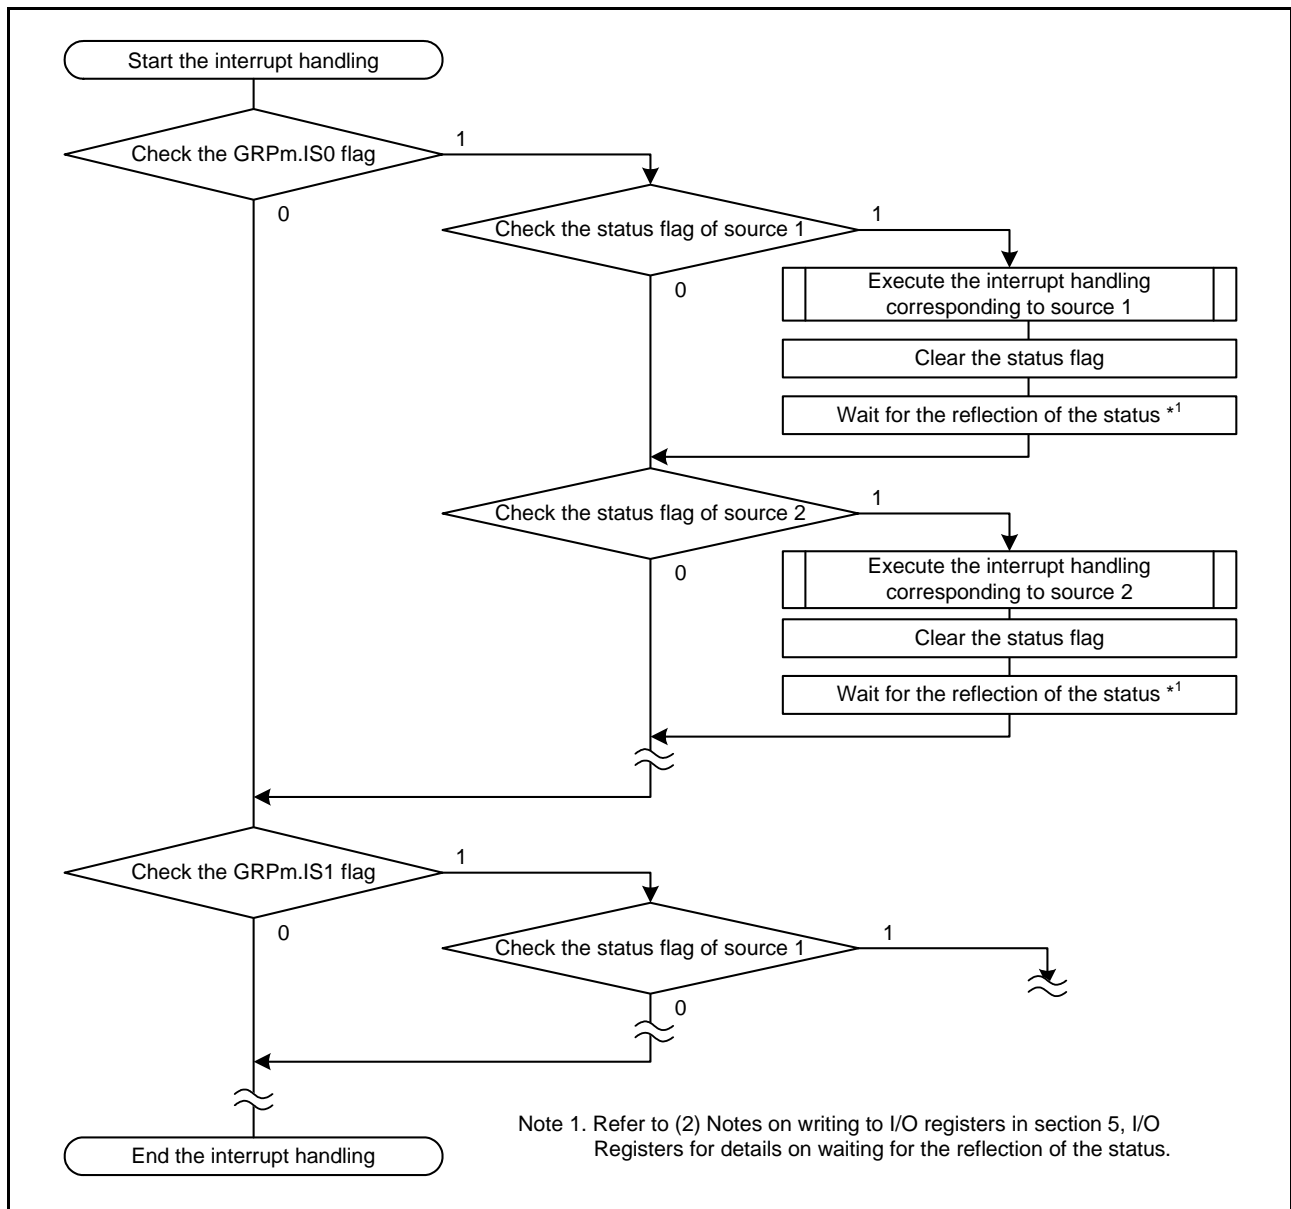 Start the interrupt handling
Check the GRPm.IS0 flag
1
0
Check the status flag of source 1
1
0
Execute the interrupt handling
corresponding to source 1
Clear the status flag
Wait for the reflection of the status *1
Check the status flag of source 2
1
0
Execute the interrupt handling
corresponding to source 2
Clear the status flag
Wait for the reflection of the status *1
Check the GRPm.IS1 flag
1
0
Check the status flag of source 1
1
0
Note 1. Refer to (2) Notes on writing to I/O registers in section 5, I/O
Registers for details on waiting for the reflection of the status.
End the interrupt handling